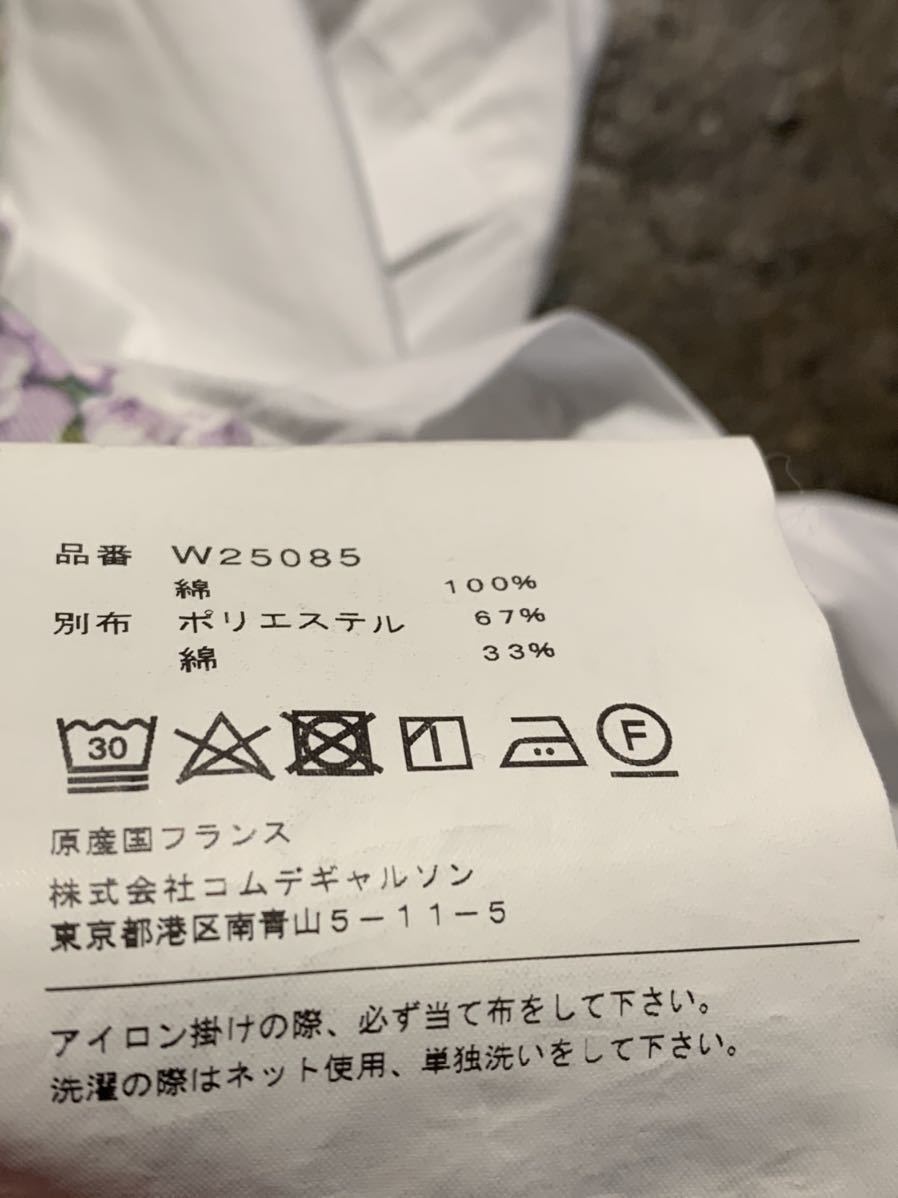 品番 W25085
綿 100%
別布 ポリエステル 67%
綿 33%
30 F
原産国フランス
株式会社コムデギャルソン
東京都港区南青山5-11-5
アイロン掛けの際、必ず当て布をして下さい。
洗濯の際はネット使用、単独洗いをして下さい。